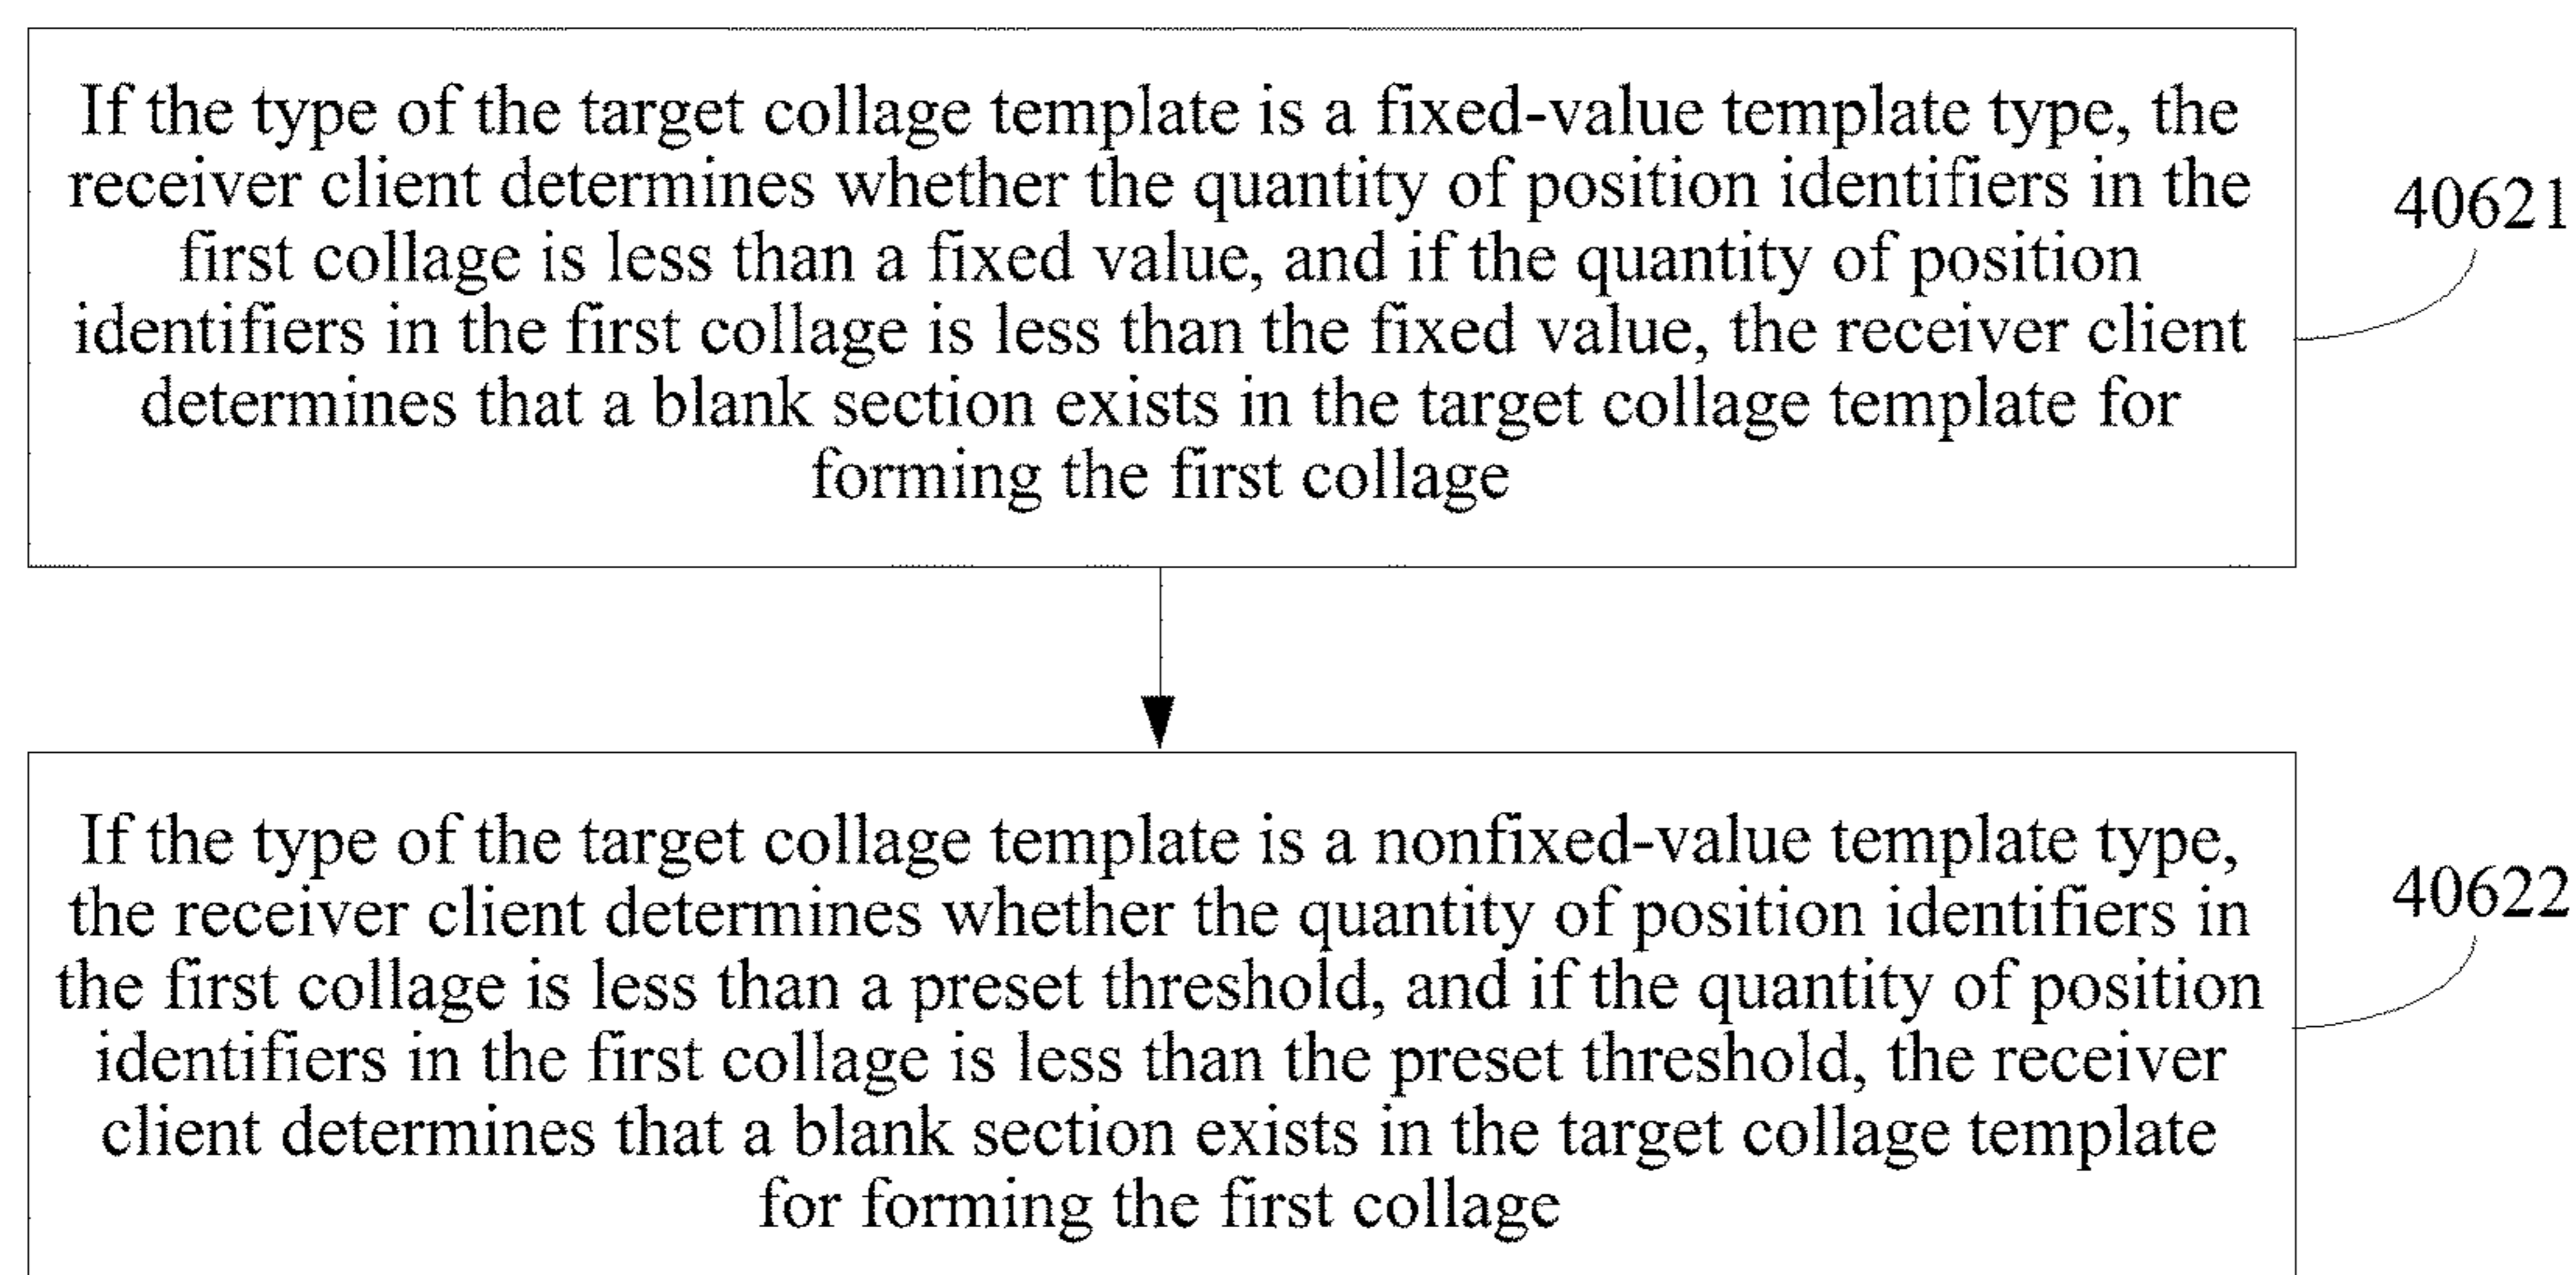 If the type of the target collage template is a fixed-value template type, the
receiver client determines whether the quantity of position identifiers in the
first collage is less than a fixed value, and if the quantity of position
identifiers in the first collage is less than the fixed value, the receiver client
determines that a blank section exists in the target collage template for
forming the first collage
40621
If the type of the target collage template is a nonfixed-value template type,
the receiver client determines whether the quantity of position identifiers in
the first collage is less than a preset threshold, and if the quantity of position
identifiers in the first collage is less than the preset threshold, the receiver
client determines that a blank section exists in the target collage template
for forming the first collage
40622